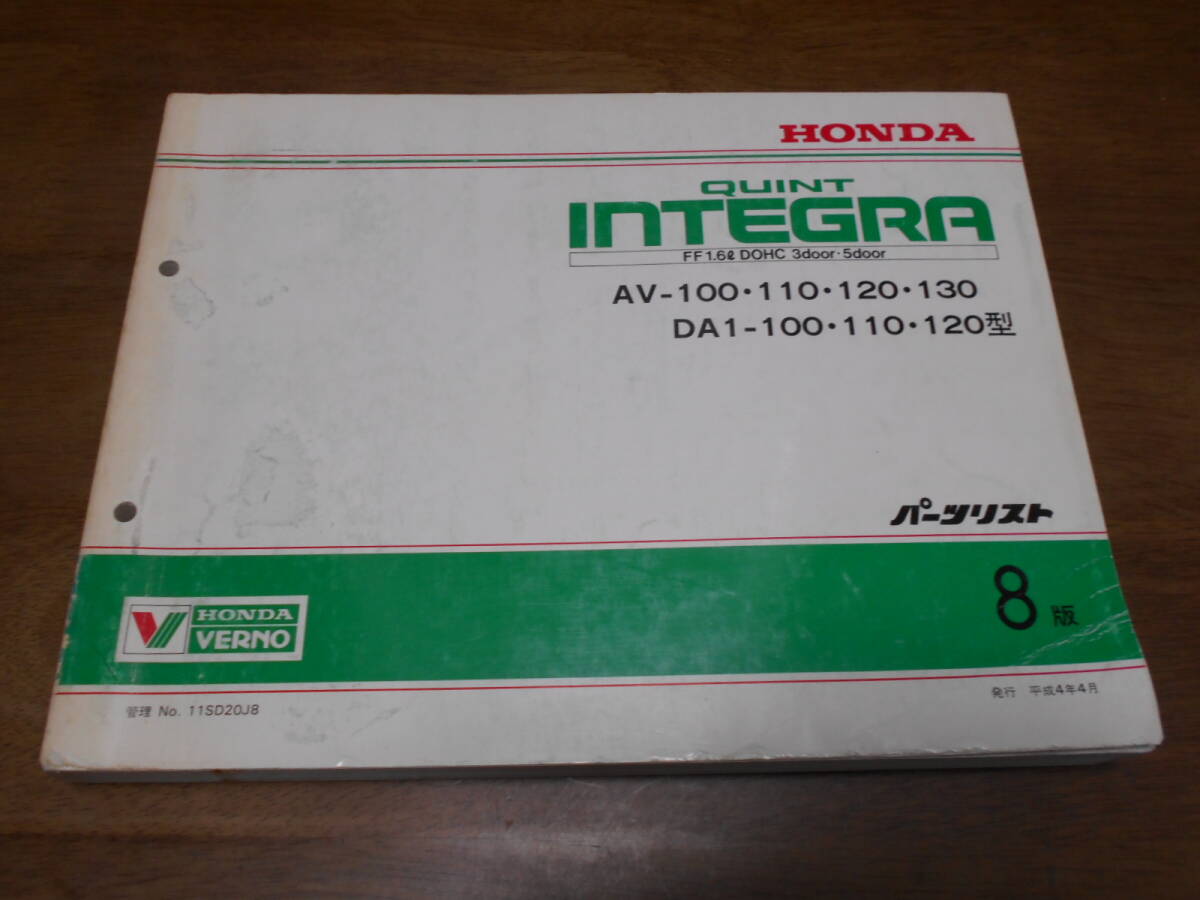 HONDA
QUINT
INTEGRA
FF1.6ℓ DOHC 3door・5door
AV-100・110・120・130
DA1-100・110・120型
パーツリスト
8版
HONDA
VERNO
発行 平成4年4月
管理 No. 11SD20J8